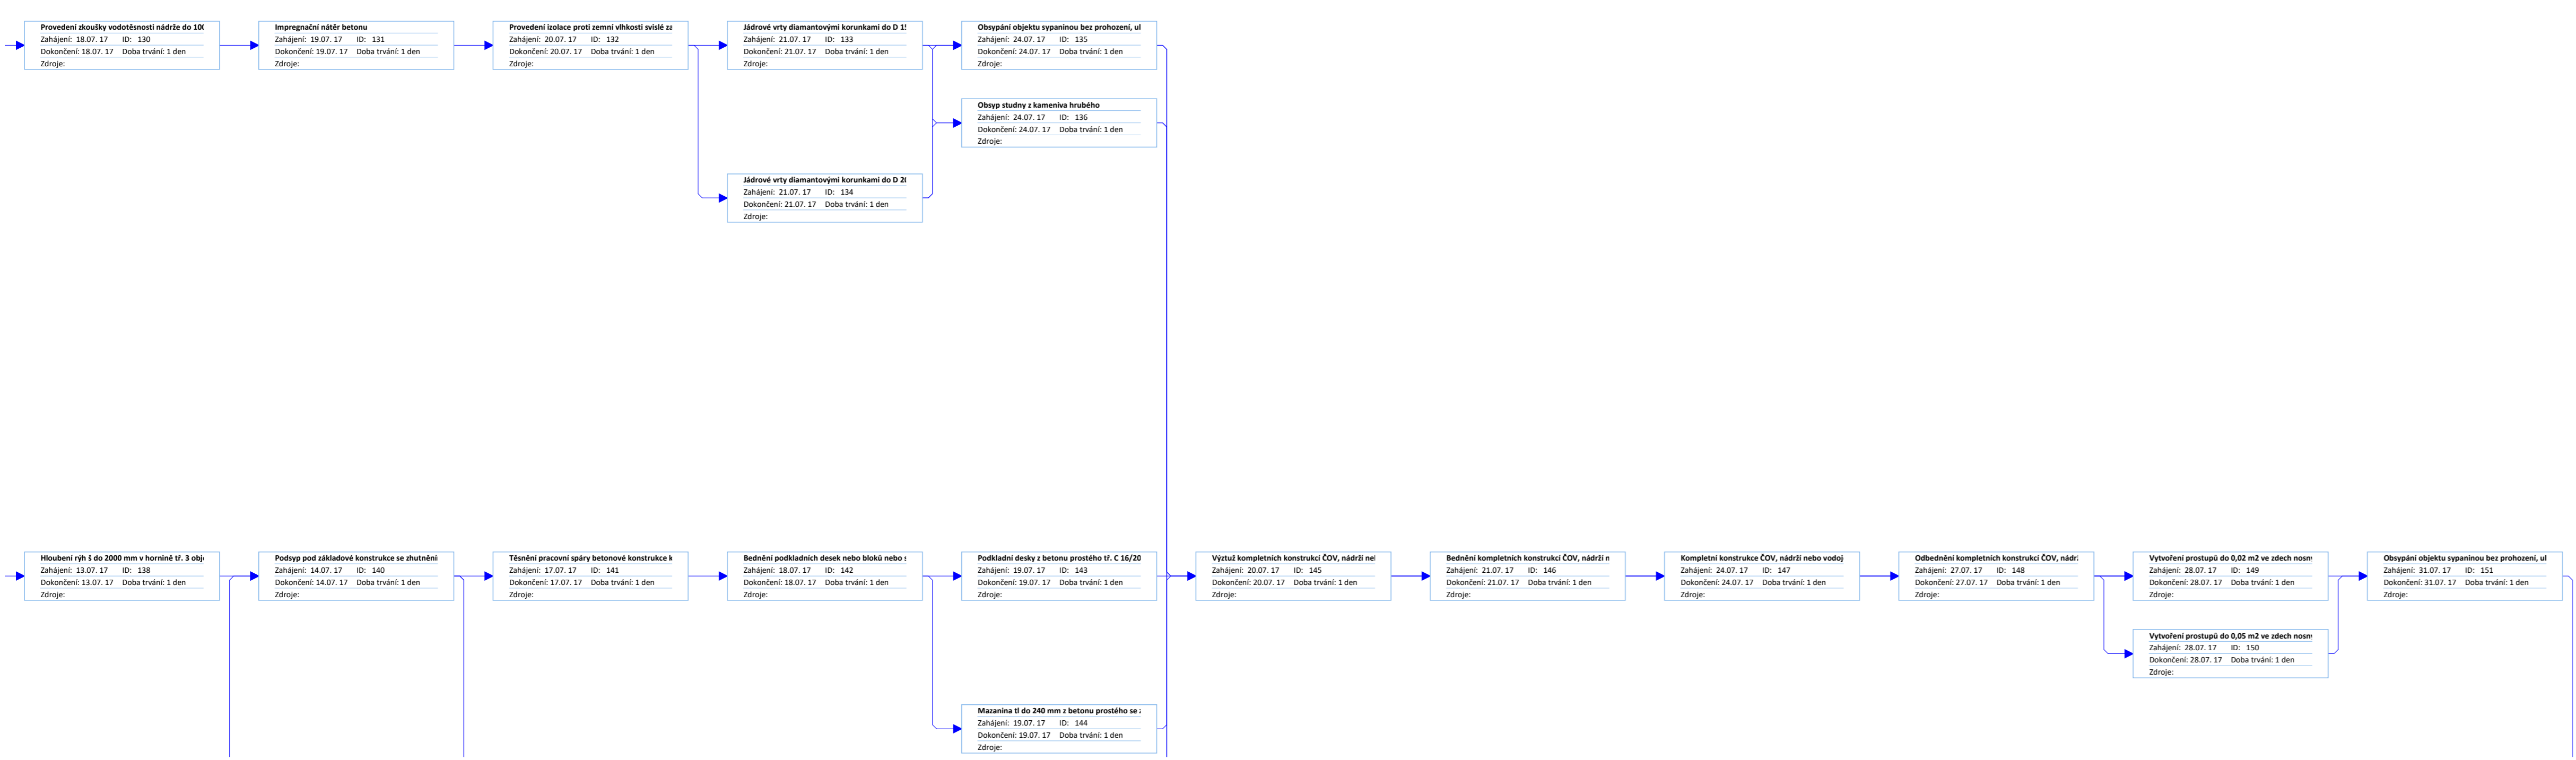 Provedení zkoušky vodotěsnosti nádrže do 100
Zahájení: 18.07. 17 ID: 130
Dokončení: 18.07. 17 Doba trvání: 1 den
Zdroje:
Impregnační nátěr betonu
Zahájení: 19.07. 17 ID: 131
Dokončení: 19.07. 17 Doba trvání: 1 den
Zdroje:
Provedení izolace proti zemní vlhkosti svislé za
Zahájení: 20.07. 17 ID: 132
Dokončení: 20.07. 17 Doba trvání: 1 den
Zdroje:
Jádrové vrty diamantovými korunkami do D 15
Zahájení: 21.07. 17 ID: 133
Dokončení: 21.07. 17 Doba trvání: 1 den
Zdroje:
Obsypání objektu sypaninou bez prohození, ul
Zahájení: 24.07. 17 ID: 135
Dokončení: 24.07. 17 Doba trvání: 1 den
Zdroje:
Obsyp studny z kameniva hrubého
Zahájení: 24.07. 17 ID: 136
Dokončení: 24.07. 17 Doba trvání: 1 den
Zdroje:
Jádrové vrty diamantovými korunkami do D 20
Zahájení: 21.07. 17 ID: 134
Dokončení: 21.07. 17 Doba trvání: 1 den
Zdroje:
Hloubení rýh š do 2000 mm v hornině tř. 3 obj
Zahájení: 13.07. 17 ID: 138
Dokončení: 13.07. 17 Doba trvání: 1 den
Zdroje:
Podsyp pod základové konstrukce se zhutnění
Zahájení: 14.07. 17 ID: 140
Dokončení: 14.07. 17 Doba trvání: 1 den
Zdroje:
Těsnění pracovní spáry betonové konstrukce k
Zahájení: 17.07. 17 ID: 141
Dokončení: 17.07. 17 Doba trvání: 1 den
Zdroje:
Bednění podkladních desek nebo bloků nebo s
Zahájení: 18.07. 17 ID: 142
Dokončení: 18.07. 17 Doba trvání: 1 den
Zdroje:
Podkladní desky z betonu prostého tř. C 16/20
Zahájení: 19.07. 17 ID: 143
Dokončení: 19.07. 17 Doba trvání: 1 den
Zdroje:
Výztuž kompletních konstrukcí ČOV, nádrží nel
Zahájení: 20.07. 17 ID: 145
Dokončení: 20.07. 17 Doba trvání: 1 den
Zdroje:
Bednění kompletních konstrukcí ČOV, nádrží n
Zahájení: 21.07. 17 ID: 146
Dokončení: 21.07. 17 Doba trvání: 1 den
Zdroje:
Kompletní konstrukce ČOV, nádrží nebo vodoj
Zahájení: 24.07. 17 ID: 147
Dokončení: 24.07. 17 Doba trvání: 1 den
Zdroje:
Odbednění kompletních konstrukcí ČOV, nádr
Zahájení: 27.07. 17 ID: 148
Dokončení: 27.07. 17 Doba trvání: 1 den
Zdroje:
Vytvoření prostupů do 0,02 m2 ve zdech nosn
Zahájení: 28.07. 17 ID: 149
Dokončení: 28.07. 17 Doba trvání: 1 den
Zdroje:
Obsypání objektu sypaninou bez prohození, ul
Zahájení: 31.07. 17 ID: 151
Dokončení: 31.07. 17 Doba trvání: 1 den
Zdroje:
Vytvoření prostupů do 0,05 m2 ve zdech nosn
Zahájení: 28.07. 17 ID: 150
Dokončení: 28.07. 17 Doba trvání: 1 den
Zdroje:
Mazanina tl do 240 mm z betonu prostého se
Zahájení: 19.07. 17 ID: 144
Dokončení: 19.07. 17 Doba trvání: 1 den
Zdroje: